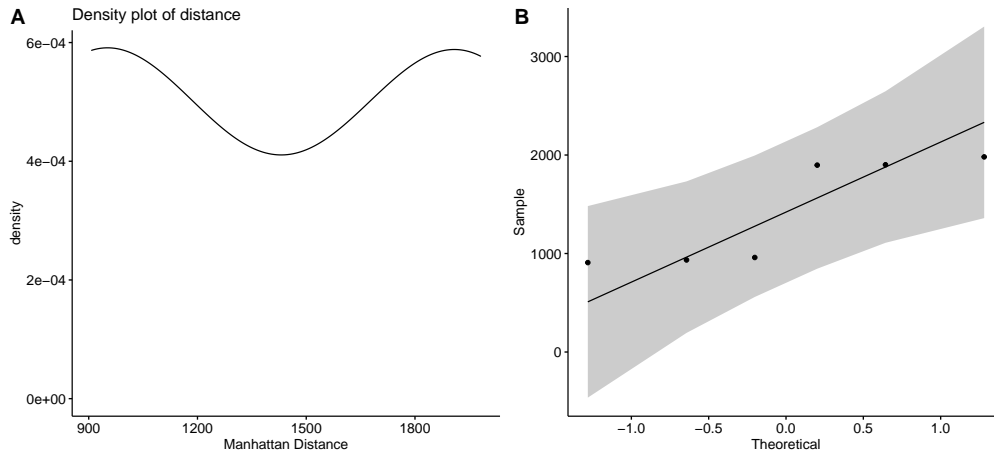 A
Density plot of distance
6e−04
4e−04
2e−04
0e+00
density
900
1200
1500
1800
Manhattan Distance
B
3000
2000
1000
0
Sample
−1.0
−0.5
0.0
0.5
1.0
Theoretical